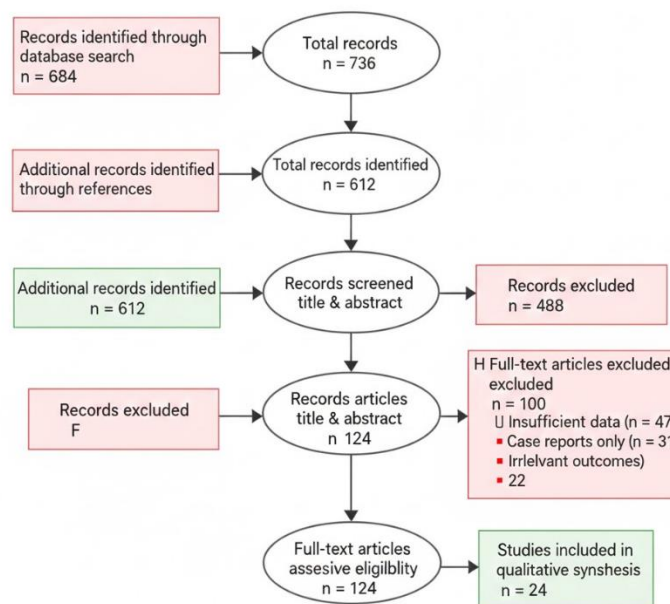 Records identified through
database search
n = 684
Total records
n = 736
Additional records identified
through references
Total records identified
n = 612
Additional records identified
n = 612
Records screened
title & abstract
Records excluded
n = 488
Records excluded
F
Records articles
title & abstract
n 124
H Full-text articles excluded
excluded
n = 100
U Insufficient data (n = 47
▪ Case reports only (n = 31
▪ Irrlelvant outcomes)
▪ 22
Full-text articles
assesive eligilblity
n = 124
Studies included in
qualitative synshesis
n = 24